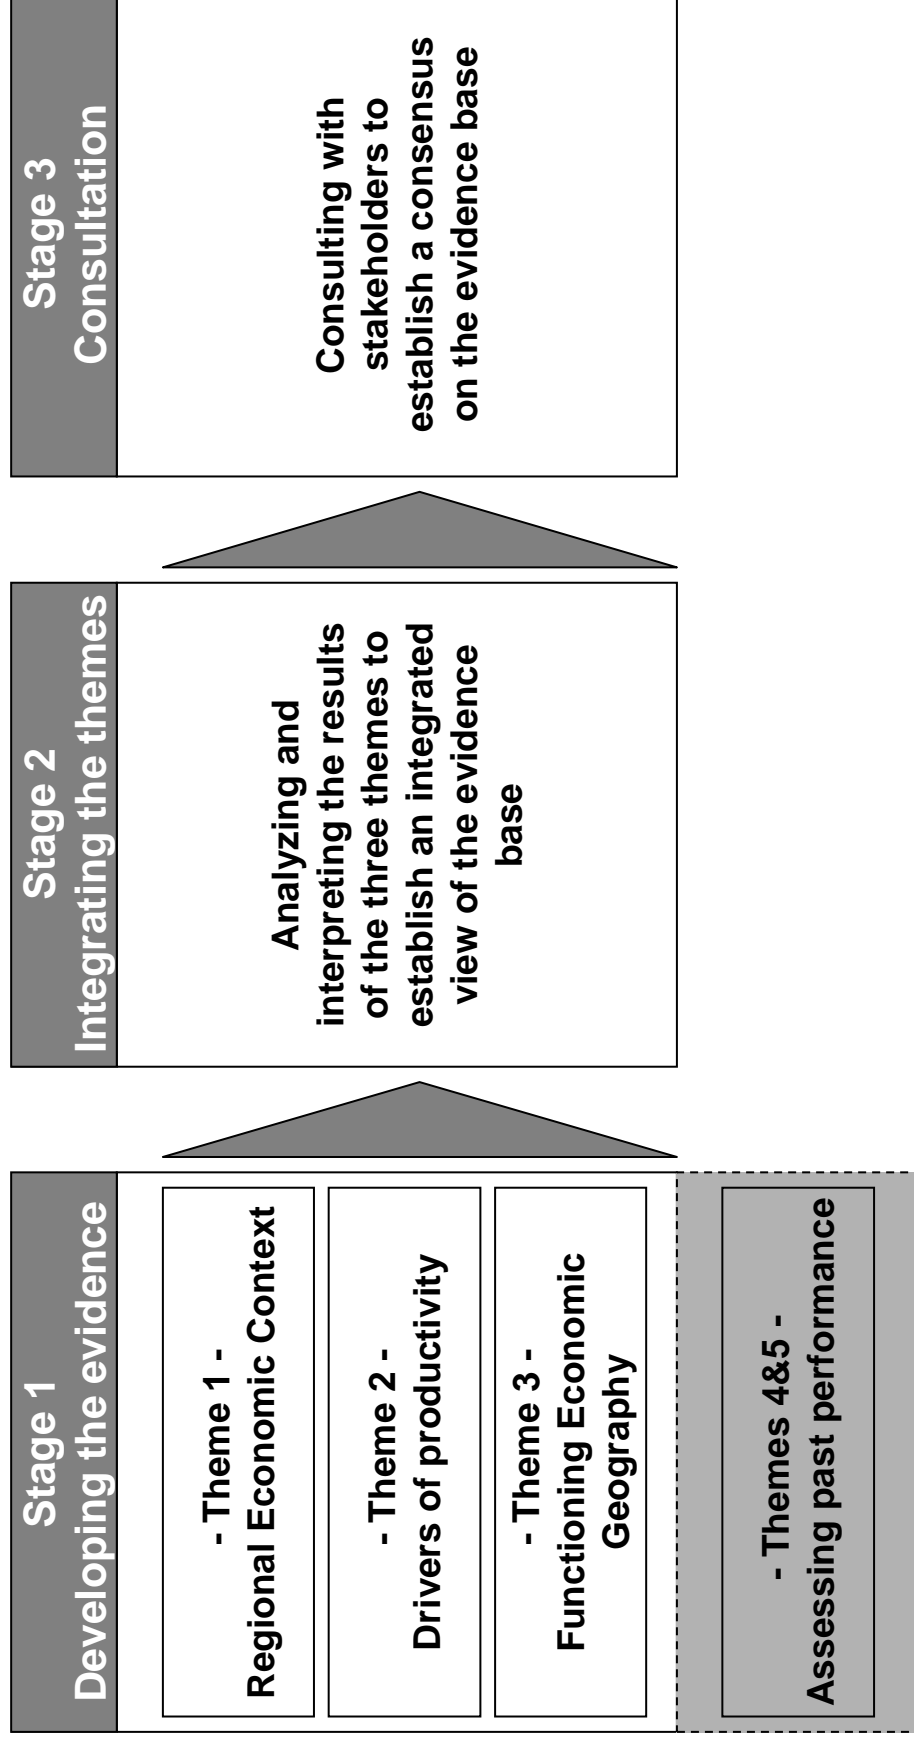 Stage 1
Developing the evidence
- Theme 1 -
Regional Economic Context
- Theme 2 -
Drivers of productivity
- Theme 3 -
Functioning Economic
Geography
- Themes 4&5 -
Assessing past performance
Stage 2
Integrating the themes
Analyzing and
interpreting the results
of the three themes to
establish an integrated
view of the evidence
base
Stage 3
Consultation
Consulting with
stakeholders to
establish a consensus
on the evidence base